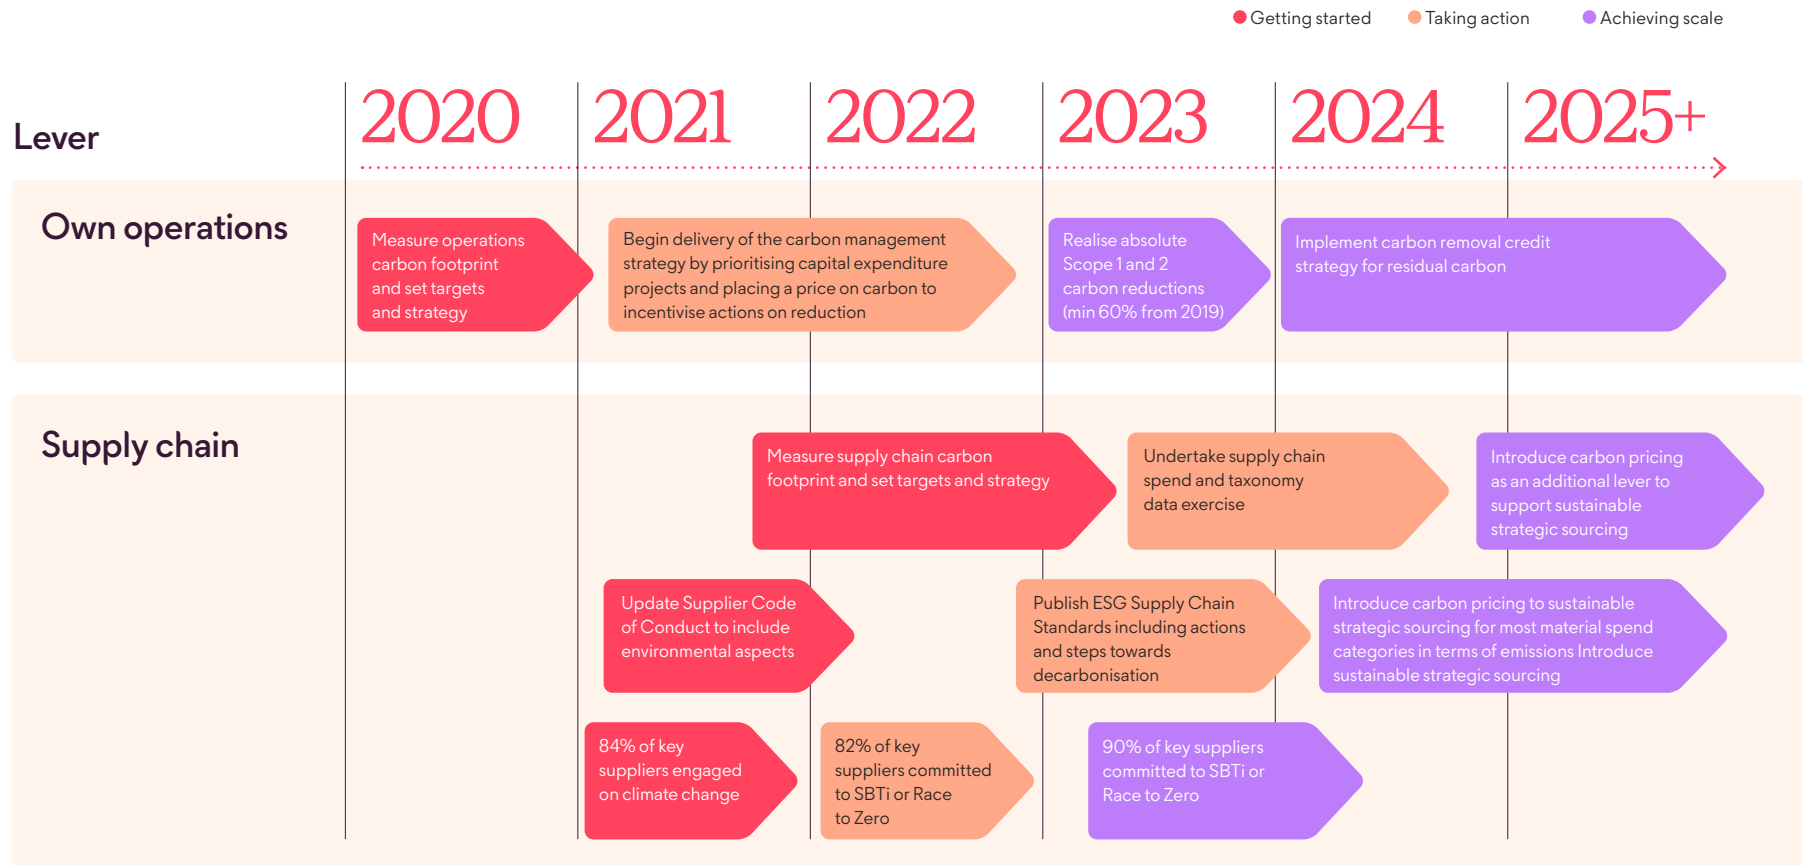 Getting started
Taking action
Achieving scale
Lever
2020
2021
2022
2023
2024
2025+
Own operations
Measure operations
carbon footprint
and set targets
and strategy
Begin delivery of the carbon management
strategy by prioritising capital expenditure
projects and placing a price on carbon to
incentivise actions on reduction
Realise absolute
Scope 1 and 2
carbon reductions
(min 60% from 2019)
Implement carbon removal credit
strategy for residual carbon
Supply chain
Measure supply chain carbon
footprint and set targets and strategy
Undertake supply chain
spend and taxonomy
data exercise
Introduce carbon pricing
as an additional lever to
support sustainable
strategic sourcing
Update Supplier Code
of Conduct to include
environmental aspects
Publish ESG Supply Chain
Standards including actions
and steps towards
decarbonisation
Introduce carbon pricing to sustainable
strategic sourcing for most material spend
categories in terms of emissions Introduce
sustainable strategic sourcing
84% of key
suppliers engaged
on climate change
82% of key
suppliers committed
to SBTi or Race
to Zero
90% of key suppliers
committed to SBTi or
Race to Zero